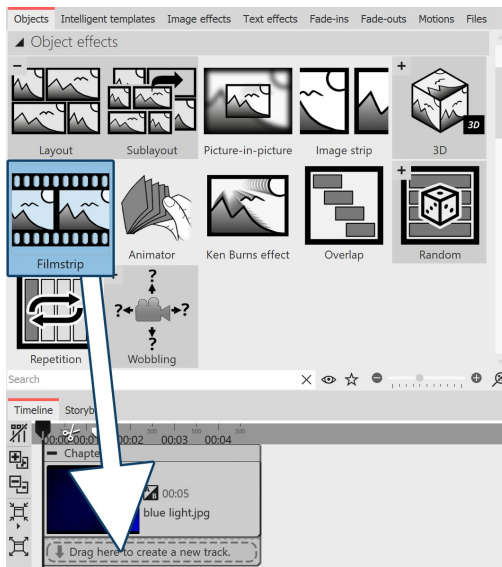 Objects Intelligent templates Image effects Text effects Fade-ins Fade-outs Motions Files
Object effects
Layout Sublayout Picture-in-picture Image strip 3D
3D
Filmstrip Animator Ken Burns effect Overlap Random
Repetition Wobbling
Search
Timeline
00:02 00:03 00:04
00:05
blue light.jpg
Drag here to create a new track.